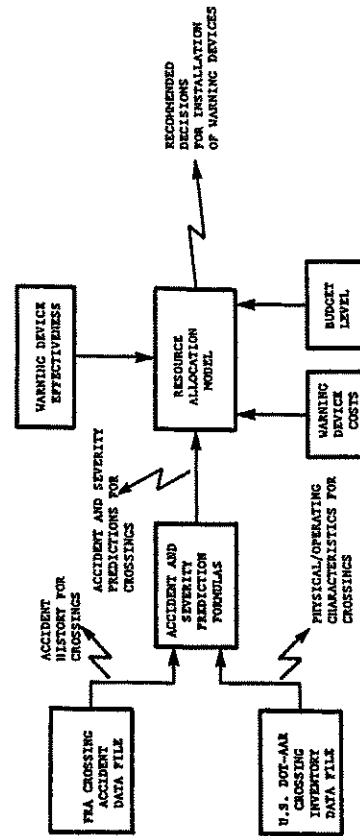 FRA CROSSING
ACCIDENT
DATA FILE
U.S. DOT-AAR
CROSSING
INVENTORY
DATA FILE
ACCIDENT
HISTORY FOR
CROSSINGS
PHYSICAL/OPERATING
CHARACTERISTICS FOR
CROSSINGS
ACCIDENT AND
SEVERITY
PREDICTION
FORMULAS
ACCIDENT AND SEVERITY
PREDICTIONS FOR
CROSSINGS
WARNING DEVICE
EFFECTIVENESS
RESOURCE
ALLOCATION
MODEL
WARNING
DEVICE
COSTS
BUDGET
LEVEL
RECOMMENDED
DECISIONS
FOR INSTALLATION
OF WARNING DEVICES